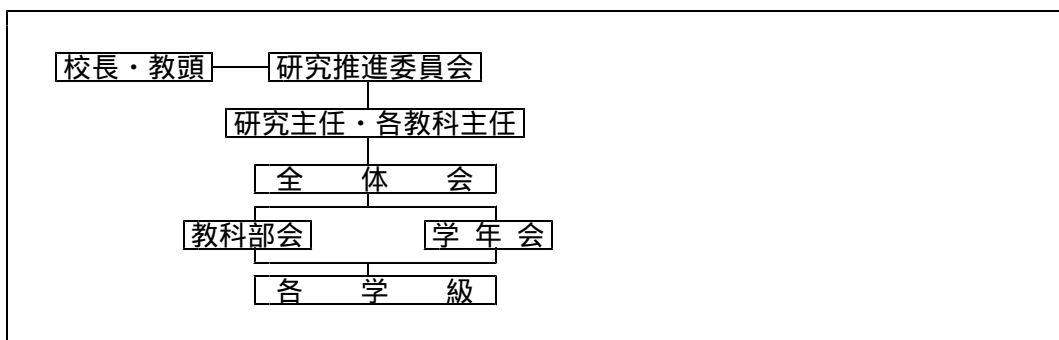 校長・教頭 研究推進委員会
研究主任・各教科主任
全 体 会
教科部会 学 年 会
各 学 級